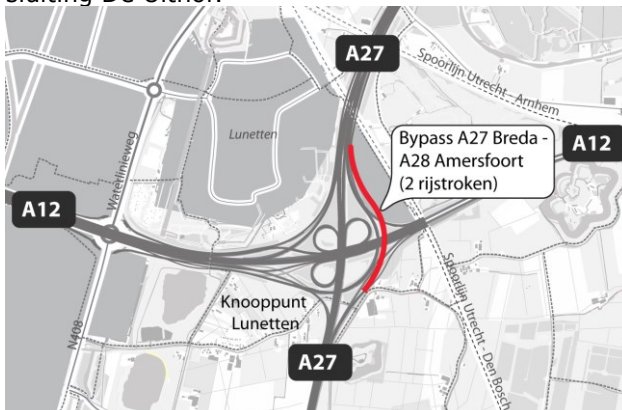 sluiting De Uithof.
A27
Spoorlijn Utrecht - Arnhem
Lunetten
Waterlinieweg
Bypass A27 Breda -
A28 Amersfoort
(2 rijstroken)
A12
A12
Knooppunt
Lunetten
N408
A27
Spoorlijn Utrecht - Den Bosch